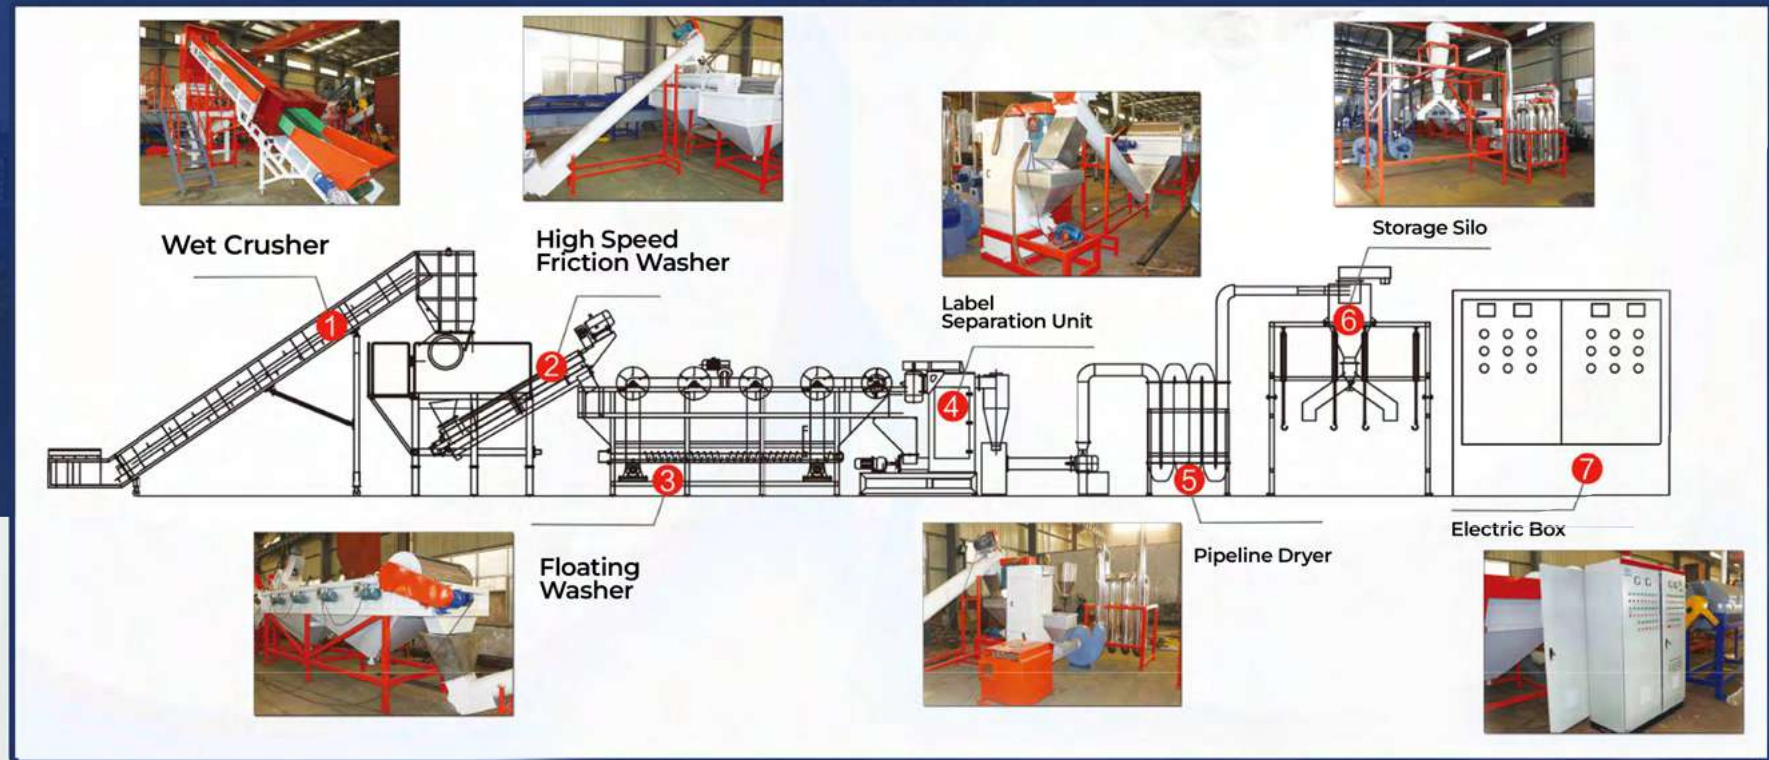 Wet Crusher
High Speed
Friction Washer
Label
Separation Unit
Storage Silo
1
2
3
4
5
6
7
Floating
Washer
Pipeline Dryer
Electric Box